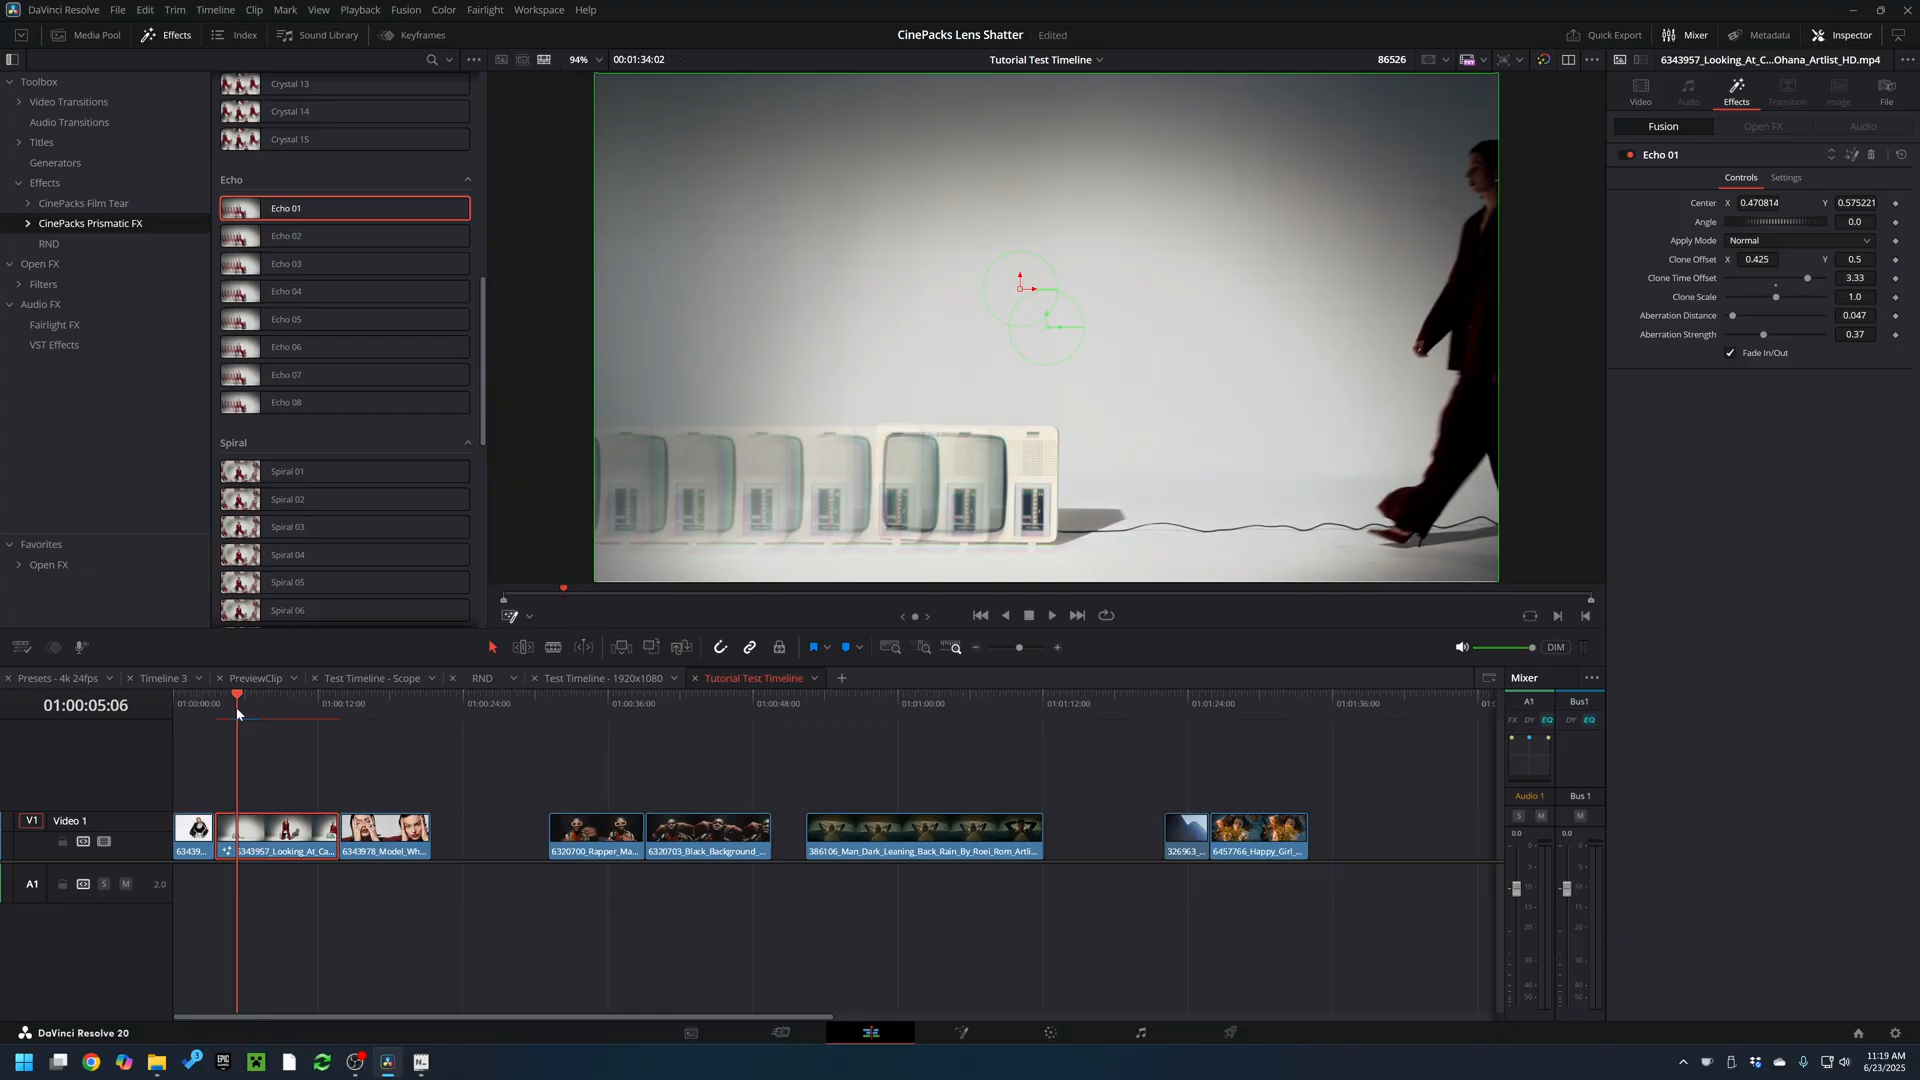 DaVinci Resolve File Edit Trim Timeline Clip Mark View Playback Fusion Color Fairlight Workspace Help
Media Pool Effects Index Sound Library Keyframes
CinePacks Lens Shatter Edited
Quick Export Mixer Metadata Inspector
94% 00:01:34:02 Tutorial Test Timeline 86526
6343957_Looking_At_C...Ohana_Artlist_HD.mp4
Toolbox
Video Transitions
Audio Transitions
Titles
Generators
Effects
CinePacks Film Tear
CinePacks Prismatic FX
RND
Open FX
Filters
Audio FX
Fairlight FX
VST Effects
Favorites
Open FX
Crystal 13
Crystal 14
Crystal 15
Echo
Echo 01
Echo 02
Echo 03
Echo 04
Echo 05
Echo 06
Echo 07
Echo 08
Spiral
Spiral 01
Spiral 02
Spiral 03
Spiral 04
Spiral 05
Spiral 06
Video Audio Effects Transition Image File
Fusion Open FX Audio
Echo 01
Controls Settings
Center X 0.470814 Y 0.575221
Angle 0.0
Apply Mode Normal
Clone Offset X 0.425 Y 0.5
Clone Time Offset 3.33
Clone Scale 1.0
Aberration Distance 0.047
Aberration Strength 0.37
Fade In/Out
DIM
Presets - 4k 24fps Timeline 3 PreviewClip Test Timeline - Scope RND Test Timeline - 1920x1080 Tutorial Test Timeline
01:00:05:06
01:00:00:00 01:00:12:00 01:00:24:00 01:00:36:00 01:00:48:00 01:01:00:00 01:01:12:00 01:01:24:00 01:01:36:00
V1 Video 1
63439... 6343957_Looking_At_Ca... 6343978_Model_Wh... 6320700_Rapper_Ma... 6320703_Black_Background_... 386106_Man_Dark_Leaning_Back_Rain_By_Roei_Rom_Artli... 326963_... 6457766_Happy_Girl_...
A1 S M 2.0
Mixer
A1 Bus1
FX DY EQ DY EQ
Audio 1 Bus 1
S M M
0.0 0.0
DaVinci Resolve 20
11:19 AM
6/23/2025